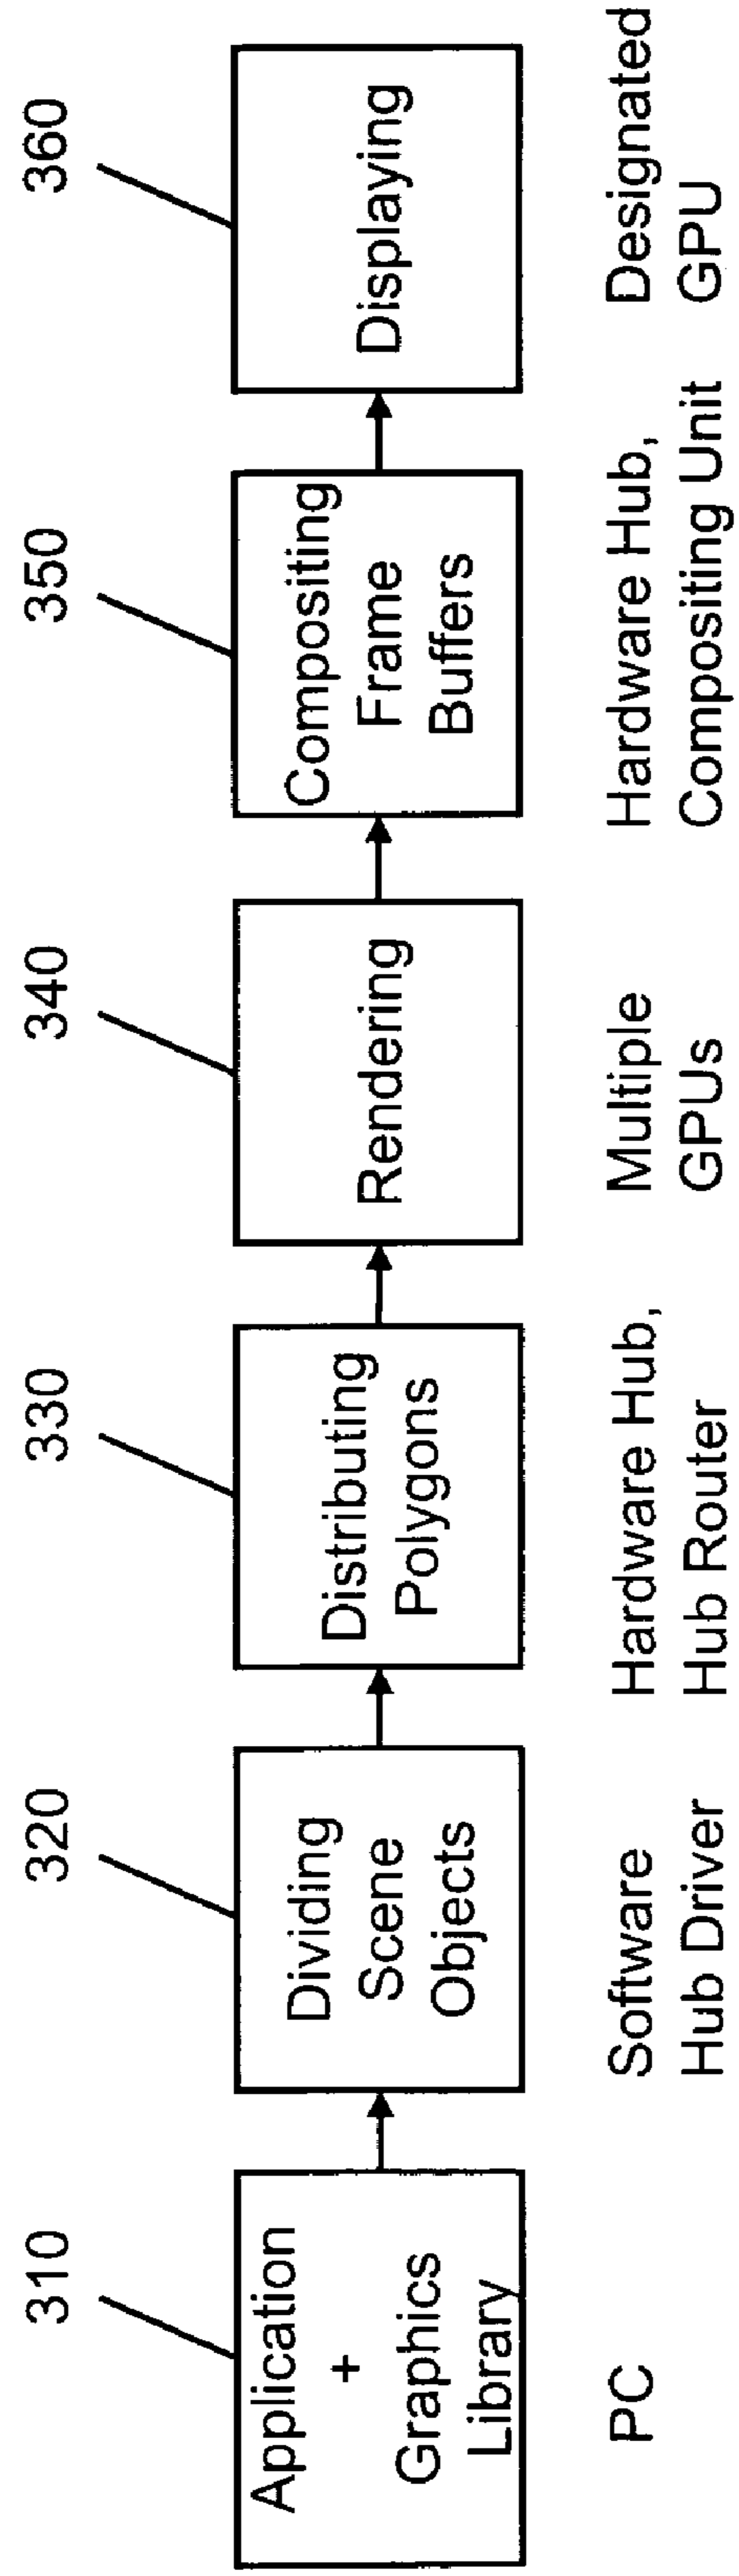 310
320
330
340
350
360
Application
+
Graphics
Library
Dividing
Scene
Objects
Distributing
Polygons
Rendering
Compositing
Frame
Buffers
Displaying
PC
Software
Hub Driver
Hardware Hub,
Hub Router
Multiple
GPUs
Hardware Hub,
Compositing Unit
Designated
GPU